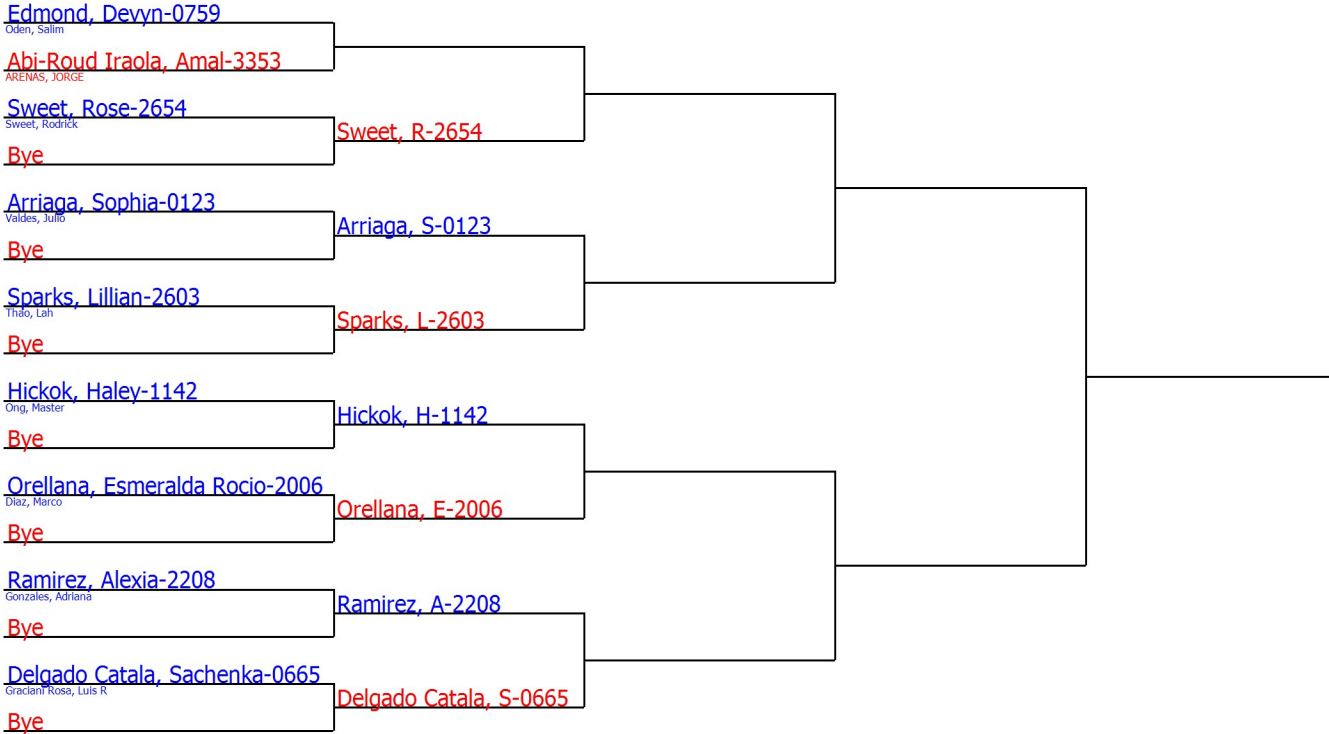 Edmond, Devyn-0759
Oden, Salim
Abi-Roud Iraola, Amal-3353
ARENAS, JORGE
Sweet, Rose-2654
Sweet, Rodrick
Bye
Sweet, R-2654
Arriaga, Sophia-0123
Valdes, Julio
Bye
Arriaga, S-0123
Sparks, Lillian-2603
Thao, Lah
Bye
Sparks, L-2603
Hickok, Haley-1142
Ong, Master
Bye
Hickok, H-1142
Orellana, Esmeralda Rocio-2006
Diaz, Marco
Bye
Orellana, E-2006
Ramirez, Alexia-2208
Gonzales, Adriana
Bye
Ramirez, A-2208
Delgado Catala, Sachenka-0665
Graciani Rosa, Luis R
Bye
Delgado Catala, S-0665